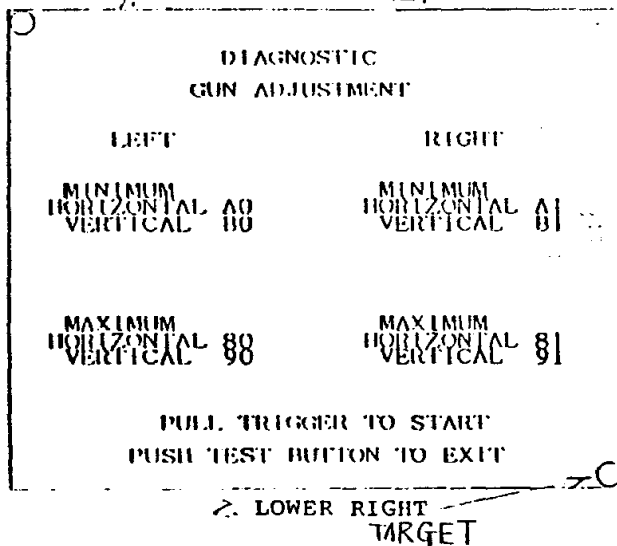 DIAGNOSTIC
GUN ADJUSTMENT
LEFT RIGHT
MINIMUM MINIMUM
HORIZONTAL A0 HORIZONTAL A1
VERTICAL B0 VERTICAL B1
MAXIMUM MAXIMUM
HORIZONTAL 80 HORIZONTAL 81
VERTICAL 90 VERTICAL 91
PULL TRIGGER TO START
PUSH TEST BUTTON TO EXIT
2. LOWER RIGHT
TARGET